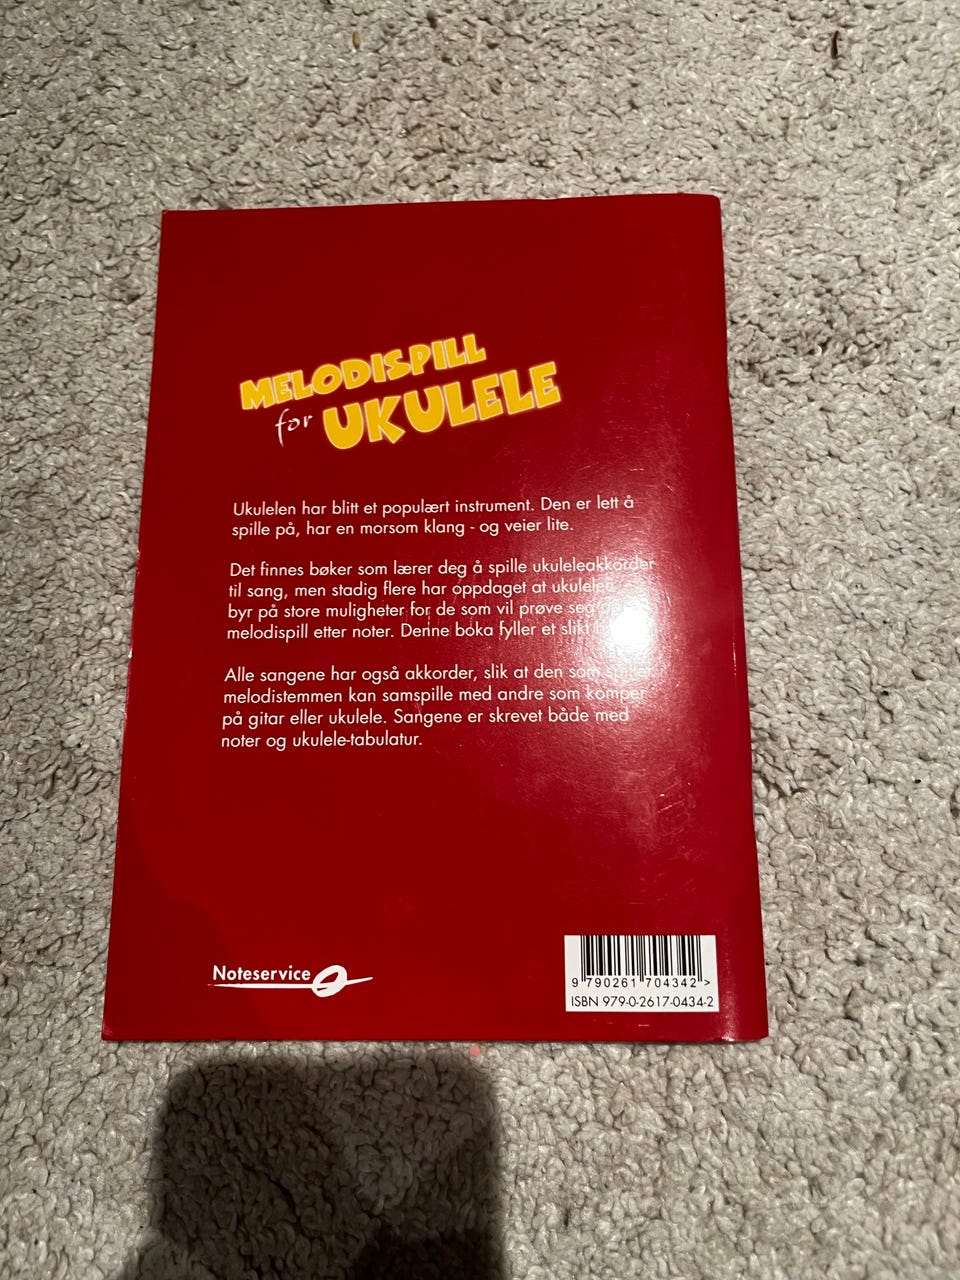 MELODISPILL
for UKULELE
Ukulelen har blitt et populært instrument. Den er lett å
spille på, har en morsom klang - og veier lite.
Det finnes bøker som lærer deg å spille ukuleleakkorder
til sang, men stadig flere har oppdaget at ukulelen
byr på store muligheter for de som vil prøve seg
melodispill etter noter. Denne boka fyller et slikt
Alle sangene har også akkorder, slik at den som spiller
melodistemmen kan samspille med andre som komper
på gitar eller ukulele. Sangene er skrevet både med
noter og ukulele-tabulatur.
Noteservice
9 790261 704342 >
ISBN 979-0-2617-0434-2